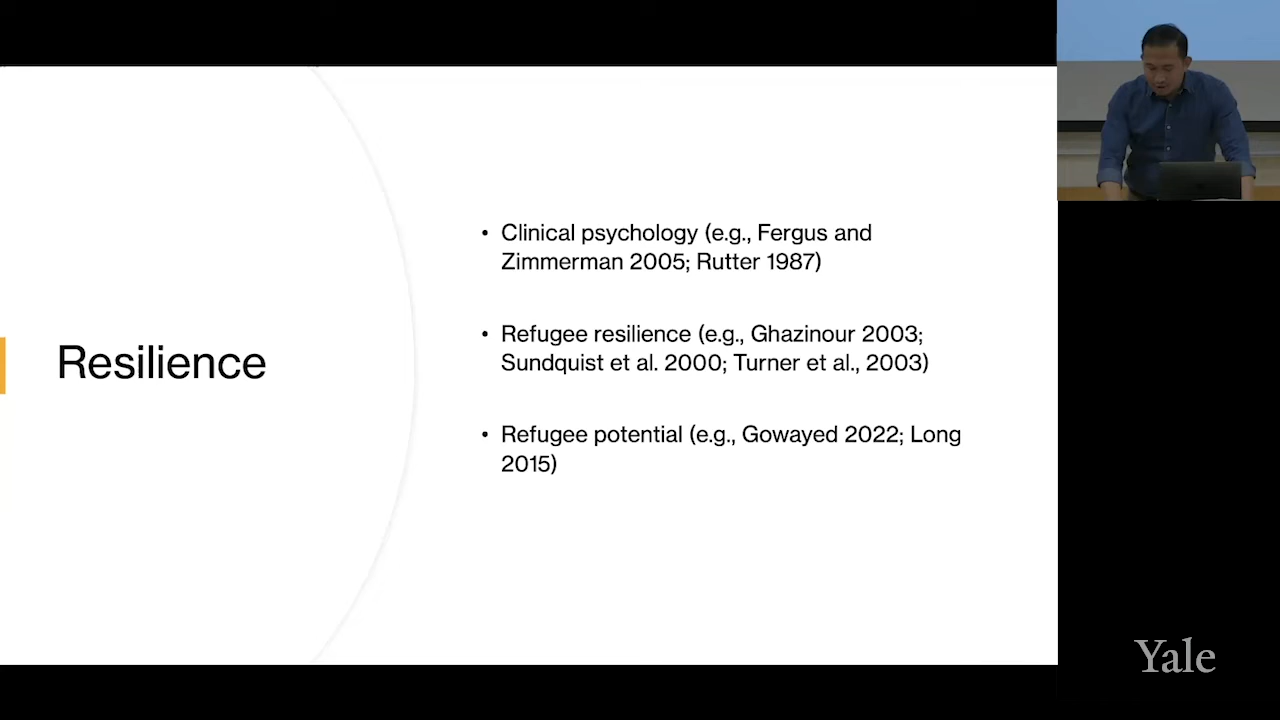 Resilience
• Clinical psychology (e.g., Fergus and
Zimmerman 2005; Rutter 1987)
• Refugee resilience (e.g., Ghazinour 2003;
Sundquist et al. 2000; Turner et al., 2003)
• Refugee potential (e.g., Gowayed 2022; Long
2015)
Yale